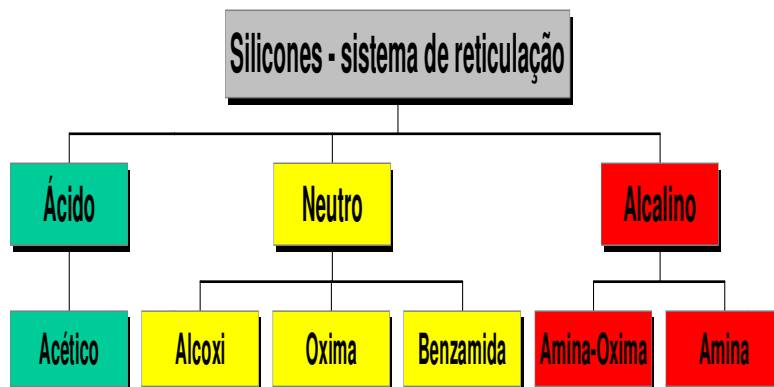 Silicones - sistema de reticulação
Ácido
Neutro
Alcalino
Acético
Alcoxi
Oxima
Benzamida
Amina-Oxima
Amina